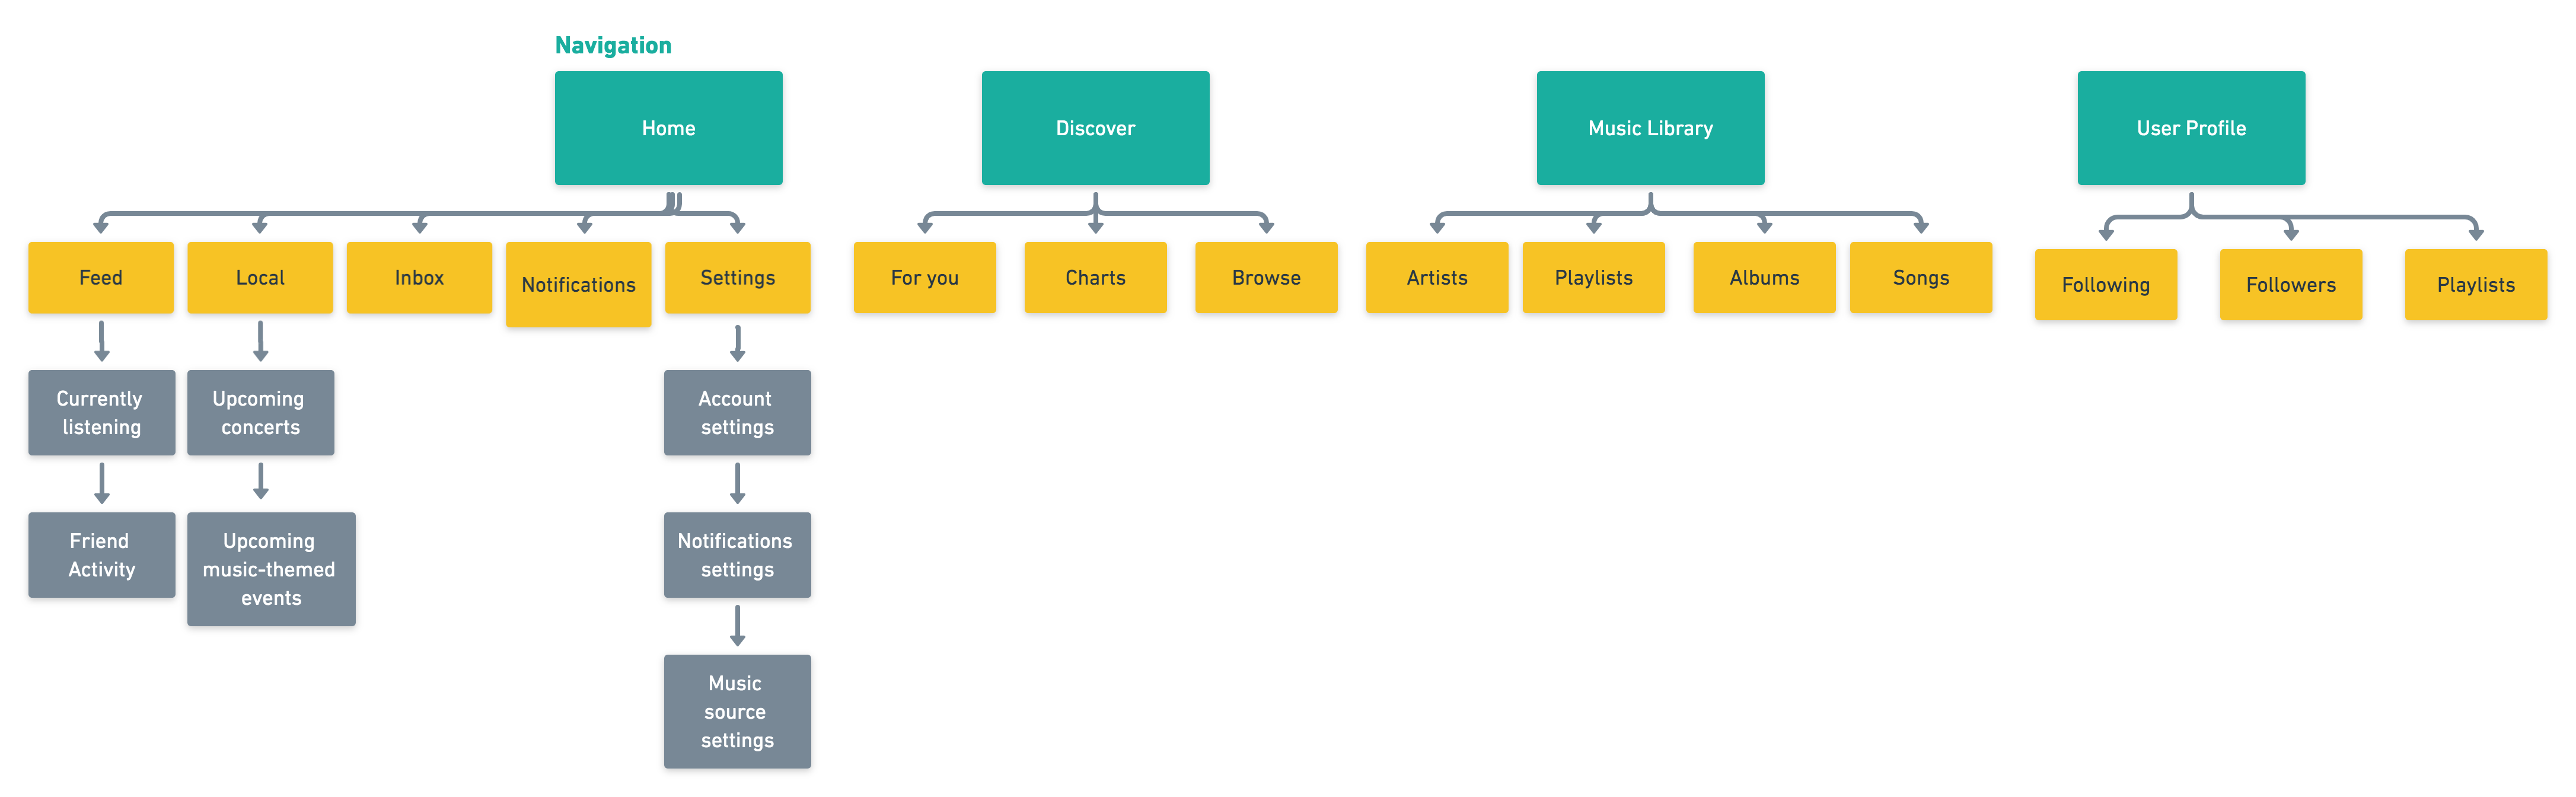 Navigation
Home
Discover
Music Library
User Profile
Feed
Local
Inbox
Notifications
Settings
For you
Charts
Browse
Artists
Playlists
Albums
Songs
Following
Followers
Playlists
Currently
listening
Upcoming
concerts
Account
settings
Friend
Activity
Upcoming
music-themed
events
Notifications
settings
Music
source
settings